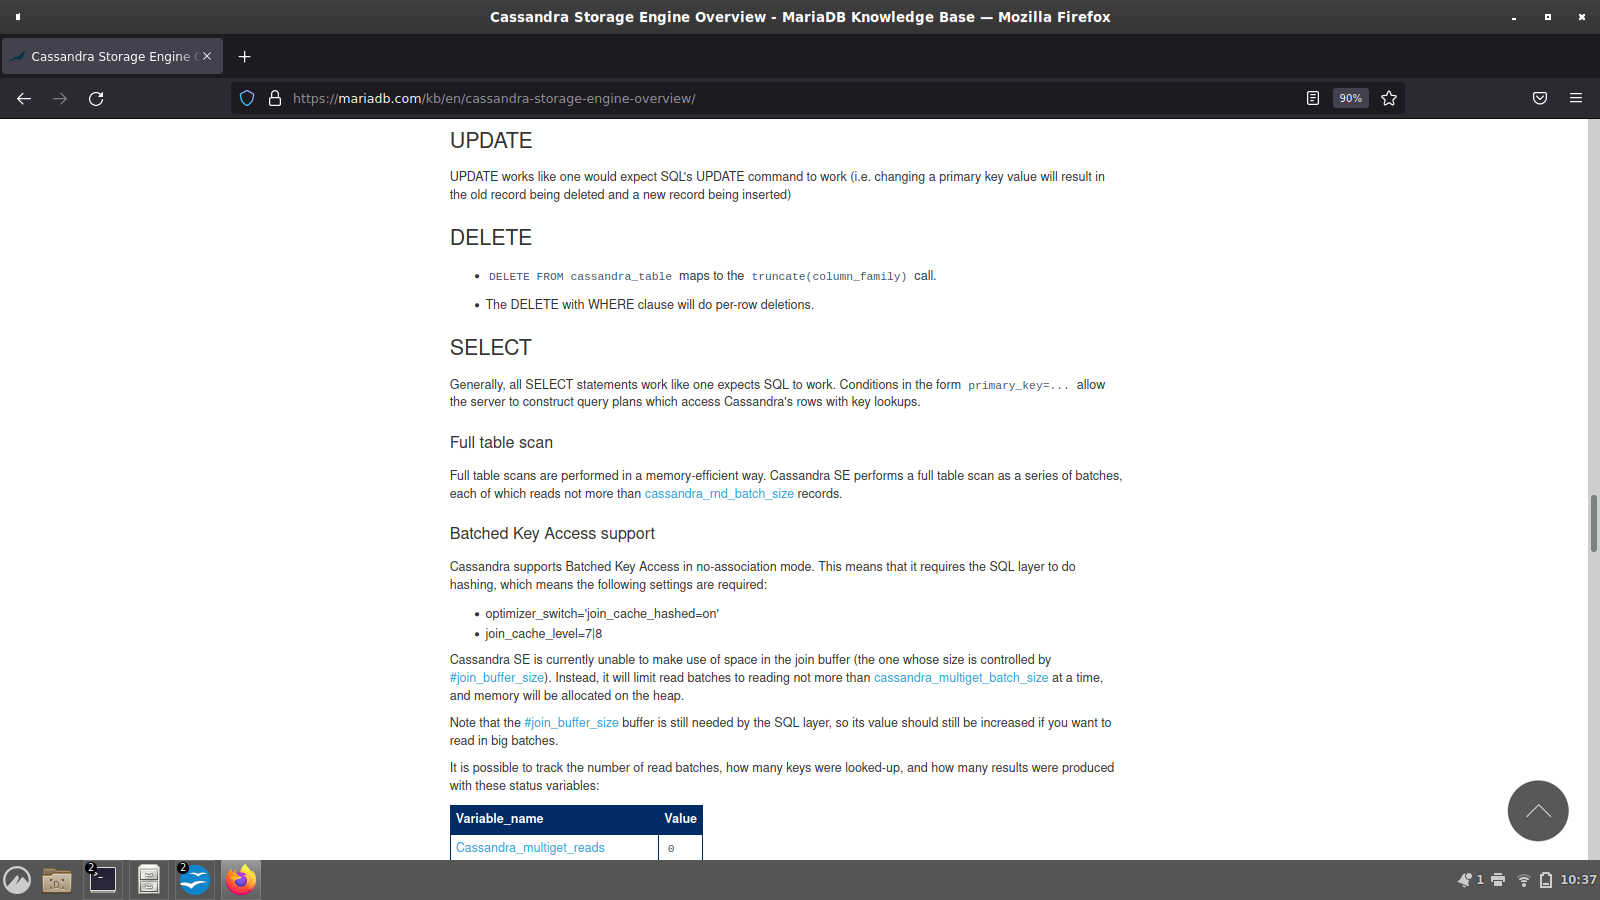 Cassandra Storage Engine Overview - MariaDB Knowledge Base — Mozilla Firefox
Cassandra Storage Engine
https://mariadb.com/kb/en/cassandra-storage-engine-overview/
90%
UPDATE
UPDATE works like one would expect SQL's UPDATE command to work (i.e. changing a primary key value will result in
the old record being deleted and a new record being inserted)
DELETE
DELETE FROM cassandra_table maps to the truncate(column_family) call.
The DELETE with WHERE clause will do per-row deletions.
SELECT
Generally, all SELECT statements work like one expects SQL to work. Conditions in the form primary_key=... allow
the server to construct query plans which access Cassandra's rows with key lookups.
Full table scan
Full table scans are performed in a memory-efficient way. Cassandra SE performs a full table scan as a series of batches,
each of which reads not more than cassandra_rnd_batch_size records.
Batched Key Access support
Cassandra supports Batched Key Access in no-association mode. This means that it requires the SQL layer to do
hashing, which means the following settings are required:
optimizer_switch='join_cache_hashed=on'
join_cache_level=7|8
Cassandra SE is currently unable to make use of space in the join buffer (the one whose size is controlled by
#join_buffer_size). Instead, it will limit read batches to reading not more than cassandra_multiget_batch_size at a time,
and memory will be allocated on the heap.
Note that the #join_buffer_size buffer is still needed by the SQL layer, so its value should still be increased if you want to
read in big batches.
It is possible to track the number of read batches, how many keys were looked-up, and how many results were produced
with these status variables:
Variable_name Value
Cassandra_multiget_reads 0
2
2
1
10:37